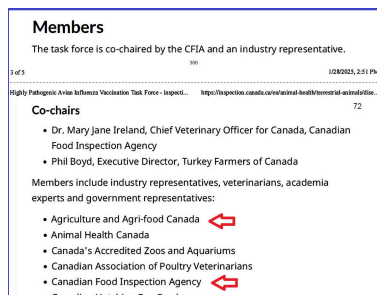 Members
The task force is co-chaired by the CFIA and an industry representative.
3 of 5
1/28/2025, 2:51 PM
Highly Pathogenic Avian Influenza Vaccination Task Force - inspecti...
https://inspection.canada.ca/en/animal-health/terrestrial-animals/dise...
72
Co-chairs
• Dr. Mary Jane Ireland, Chief Veterinary Officer for Canada, Canadian
Food Inspection Agency
• Phil Boyd, Executive Director, Turkey Farmers of Canada
Members include industry representatives, veterinarians, academia
experts and government representatives:
• Agriculture and Agri-food Canada
• Animal Health Canada
• Canada's Accredited Zoos and Aquariums
• Canadian Association of Poultry Veterinarians
• Canadian Food Inspection Agency